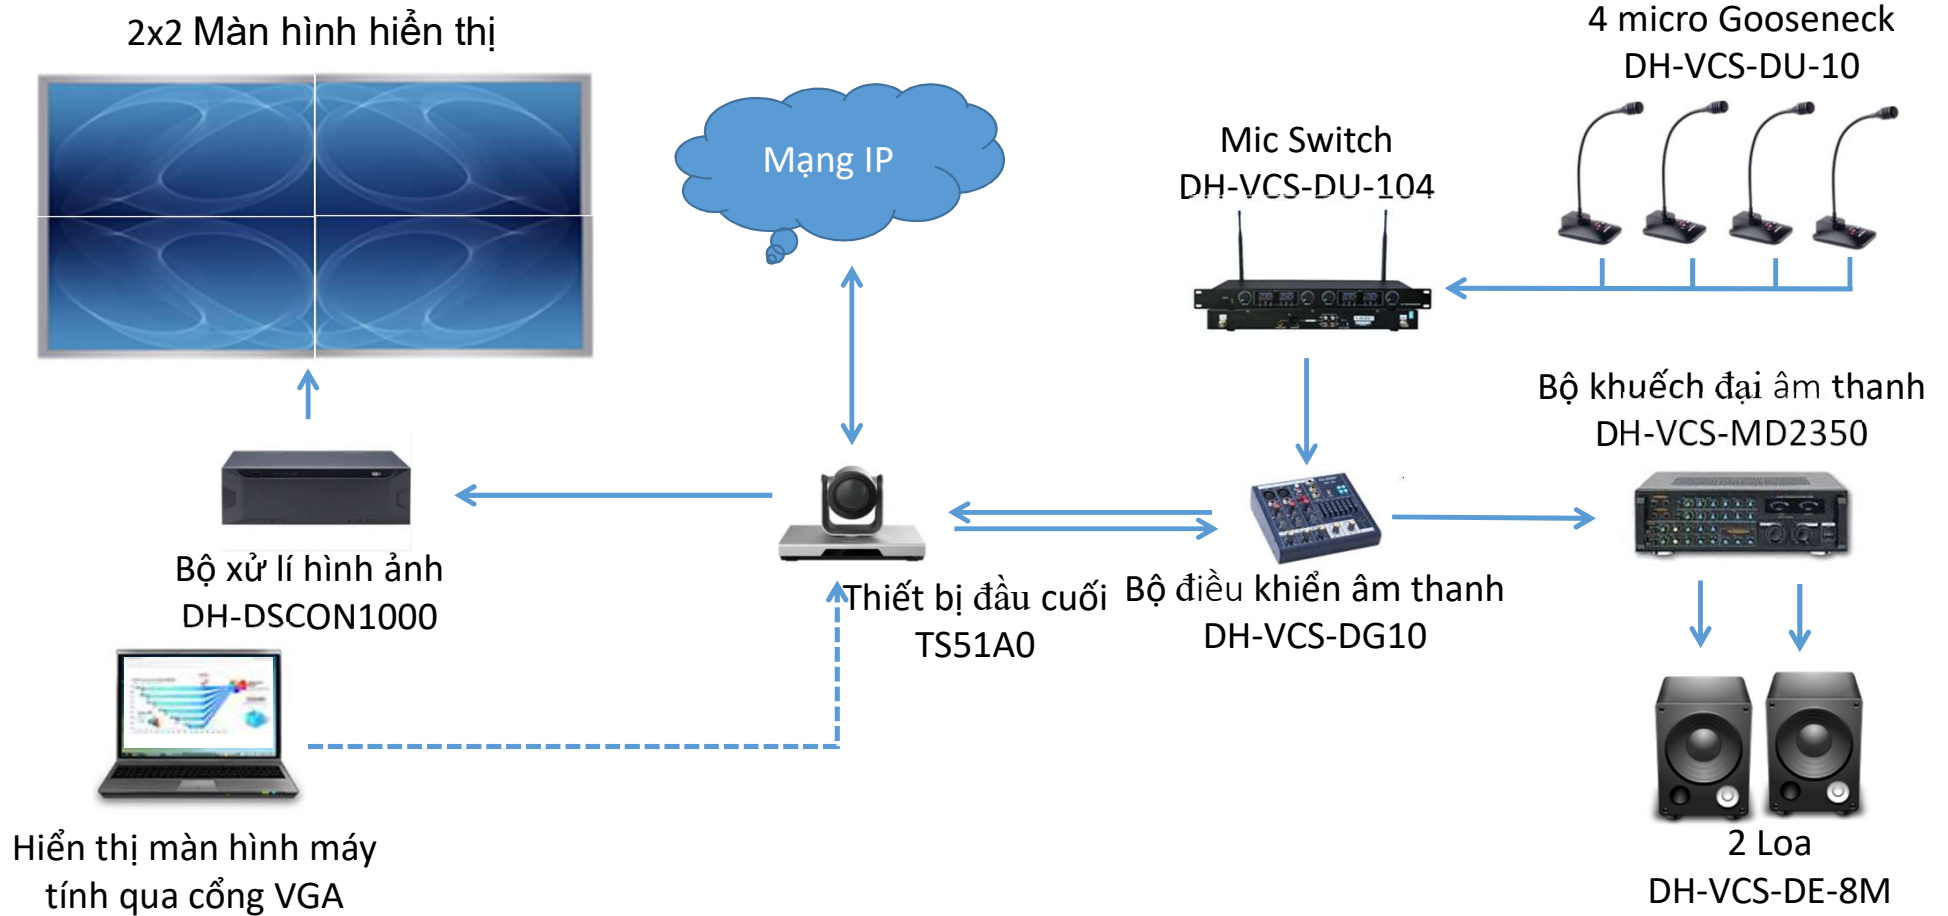 2x2 Màn hình hiển thị
4 micro Gooseneck
DH-VCS-DU-10
Mạng IP
Mic Switch
DH-VCS-DU-104
Bộ khuếch đại âm thanh
DH-VCS-MD2350
Bộ xử lí hình ảnh
DH-DSCON1000
Thiết bị đầu cuối
TS51A0
Bộ điều khiển âm thanh
DH-VCS-DG10
Hiển thị màn hình máy
tính qua cổng VGA
2 Loa
DH-VCS-DE-8M